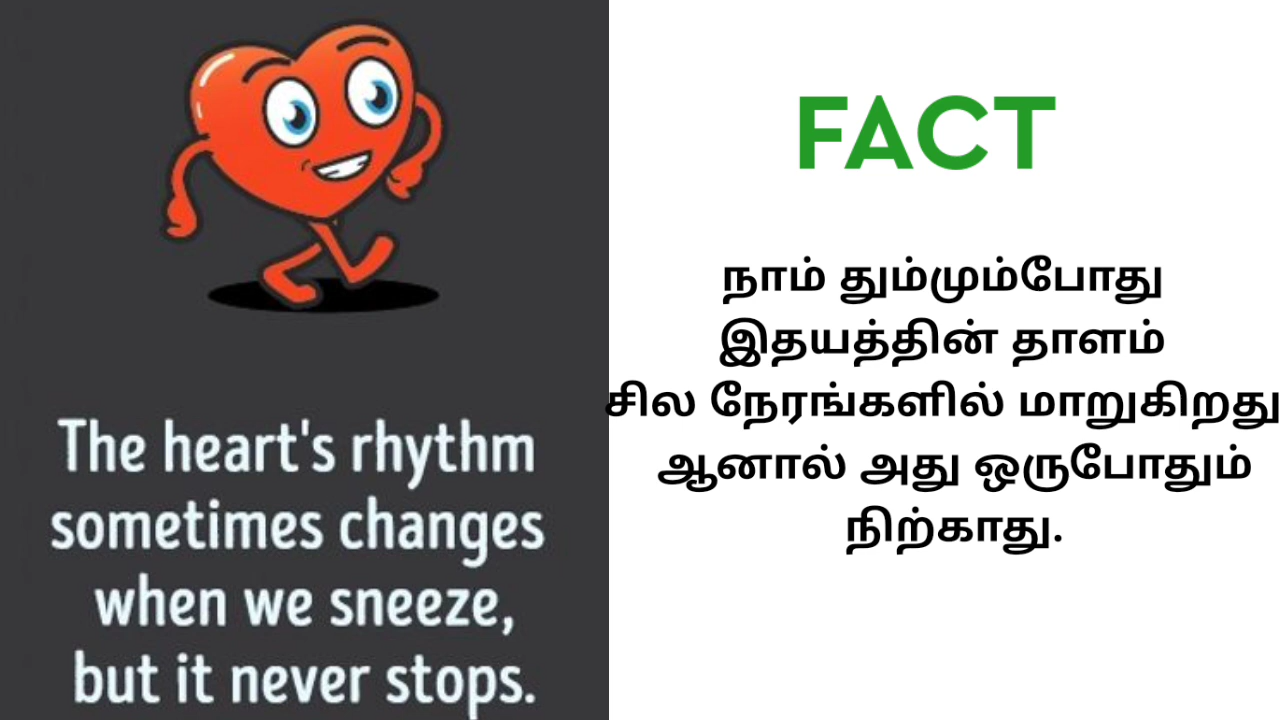 The heart's rhythm
sometimes changes
when we sneeze,
but it never stops.
FACT
நாம் தும்மும்போது
இதயத்தின் தாளம்
சில நேரங்களில் மாறுகிறது
ஆனால் அது ஒருபோதும்
நிற்காது.